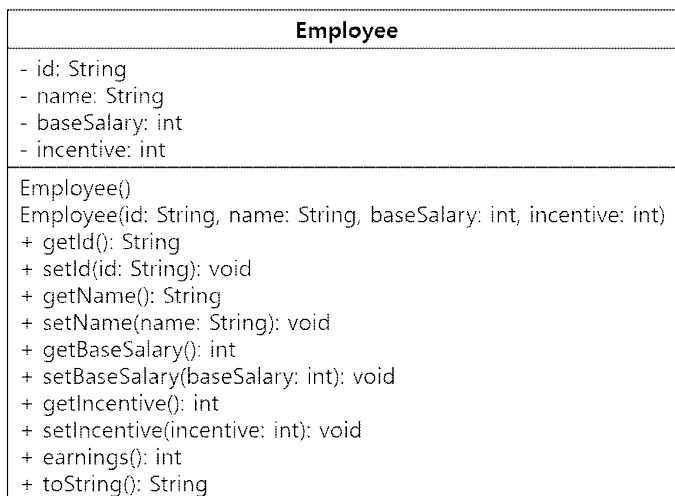 Employee
- id: String
- name: String
- baseSalary: int
- incentive: int
Employee()
Employee(id: String, name: String, baseSalary: int, incentive: int)
+ getId(): String
+ setId(id: String): void
+ getName(): String
+ setName(name: String): void
+ getBaseSalary(): int
+ setBaseSalary(baseSalary: int): void
+ getIncentive(): int
+ setIncentive(incentive: int): void
+ earnings(): int
+ toString(): String